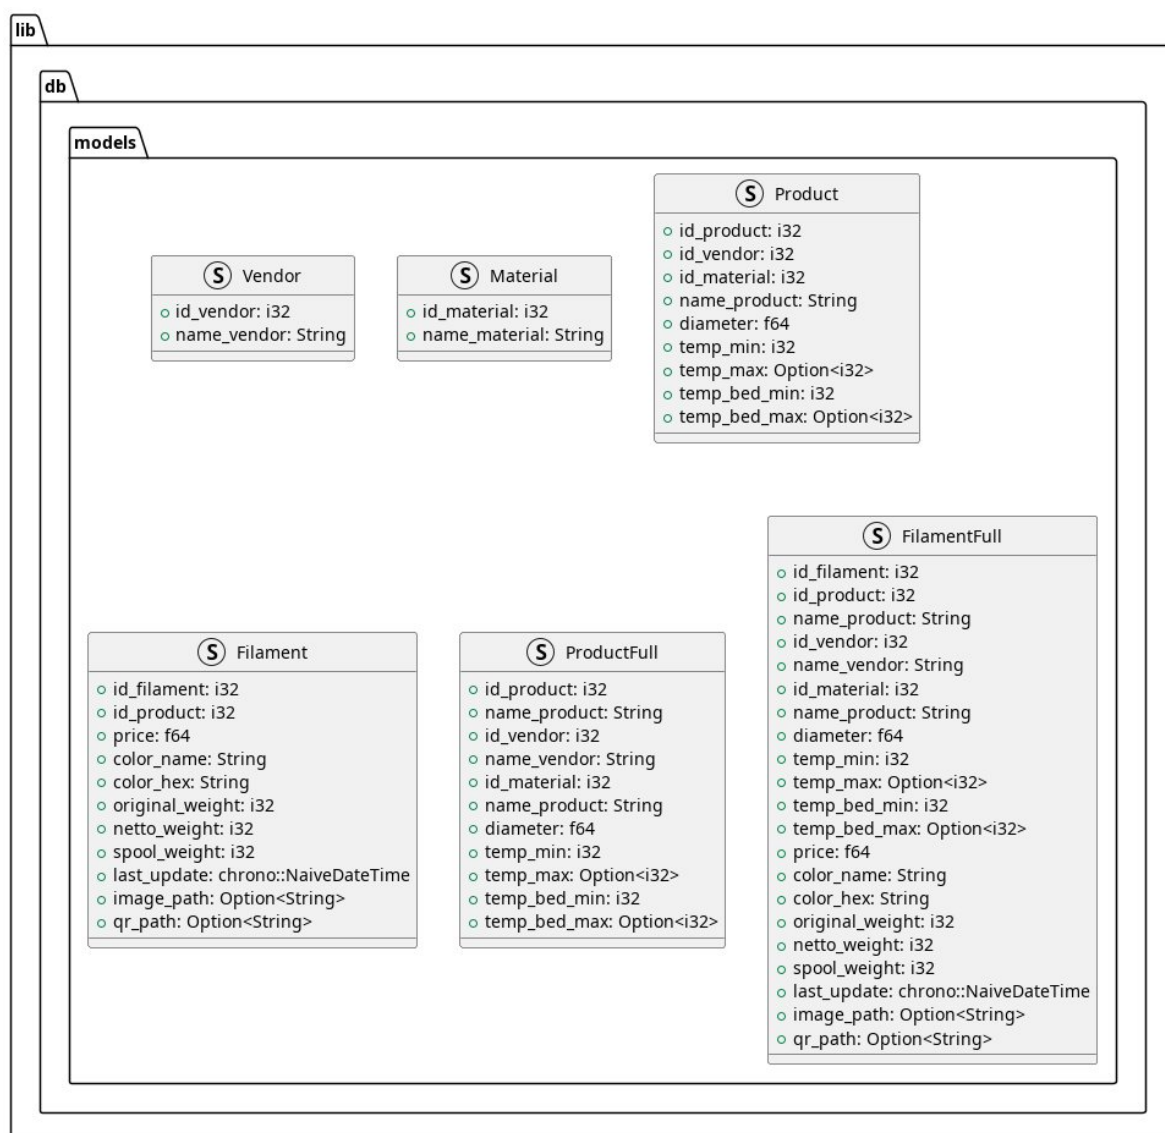 lib
db
models
S Vendor
id_vendor: i32
name_vendor: String
S Material
id_material: i32
name_material: String
S Product
id_product: i32
id_vendor: i32
id_material: i32
name_product: String
diameter: f64
temp_min: i32
temp_max: Option<i32>
temp_bed_min: i32
temp_bed_max: Option<i32>
S Filament
id_filament: i32
id_product: i32
price: f64
color_name: String
color_hex: String
original_weight: i32
netto_weight: i32
spool_weight: i32
last_update: chrono::NaiveDateTime
image_path: Option<String>
qr_path: Option<String>
S ProductFull
id_product: i32
name_product: String
id_vendor: i32
name_vendor: String
id_material: i32
name_product: String
diameter: f64
temp_min: i32
temp_max: Option<i32>
temp_bed_min: i32
temp_bed_max: Option<i32>
S FilamentFull
id_filament: i32
id_product: i32
name_product: String
id_vendor: i32
name_vendor: String
id_material: i32
name_product: String
diameter: f64
temp_min: i32
temp_max: Option<i32>
temp_bed_min: i32
temp_bed_max: Option<i32>
price: f64
color_name: String
color_hex: String
original_weight: i32
netto_weight: i32
spool_weight: i32
last_update: chrono::NaiveDateTime
image_path: Option<String>
qr_path: Option<String>